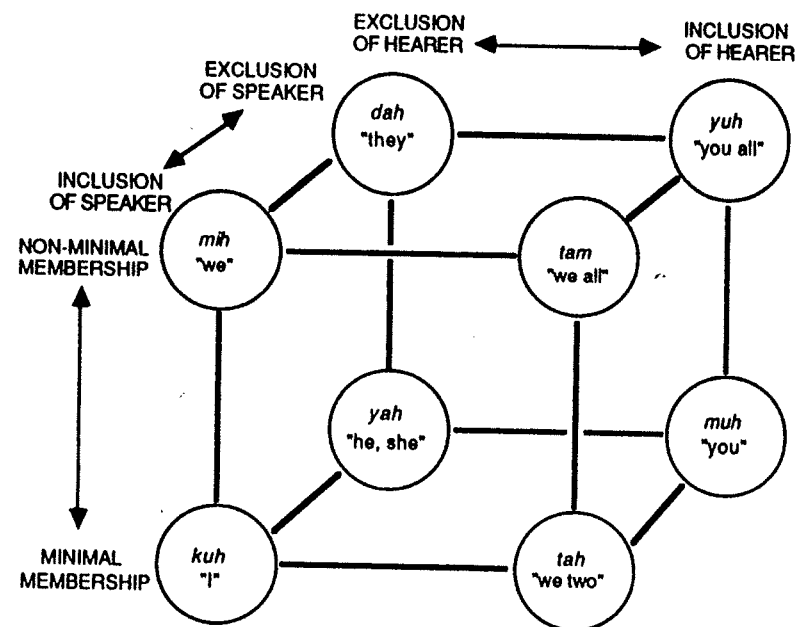 EXCLUSION
OF HEARER
INCLUSION
OF HEARER
EXCLUSION
OF SPEAKER
dah
"they"
yuh
"you all"
INCLUSION
OF SPEAKER
NON-MINIMAL
MEMBERSHIP
mih
"we"
tam
"we all"
yah
"he, she"
muh
"you"
MINIMAL
MEMBERSHIP
kuh
"I"
tah
"we two"